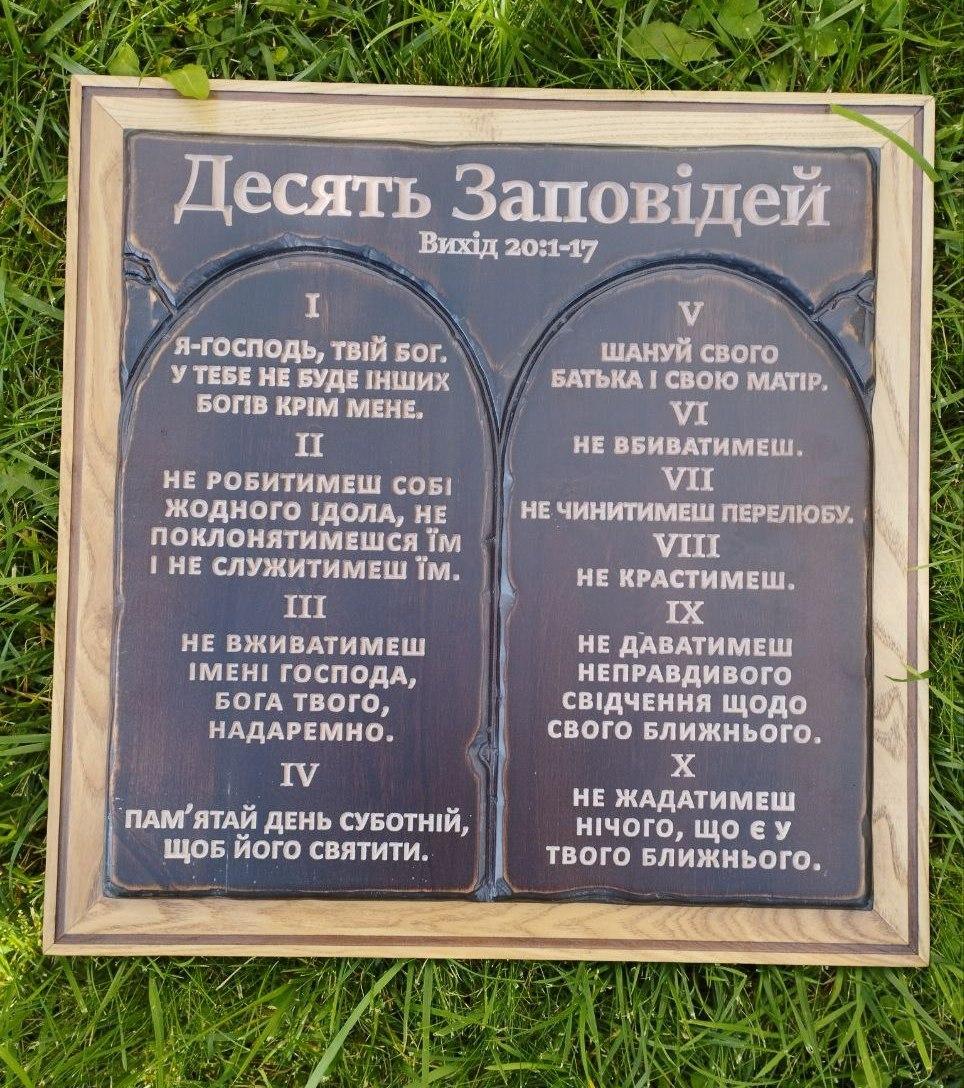 Десять Заповідей
Вихід 20:1-17
I
Я-ГОСПОДЬ, ТВІЙ БОГ.
У ТЕБЕ НЕ БУДЕ ІНШИХ
БОГІВ КРІМ МЕНЕ.
II
НЕ РОБИТИМЕШ СОБІ
ЖОДНОГО ІДОЛА, НЕ
ПОКЛОНЯТИМЕШСЯ ЇМ
І НЕ СЛУЖИТИМЕШ ЇМ.
III
НЕ ВЖИВАТИМЕШ
ІМЕНІ ГОСПОДА,
БОГА ТВОГО,
НАДАРЕМНО.
IV
ПАМ'ЯТАЙ ДЕНЬ СУБОТНІЙ,
ЩОБ ЙОГО СВЯТИТИ.
V
ШАНУЙ СВОГО
БАТЬКА І СВОЮ МАТІР.
VI
НЕ ВБИВАТИМЕШ.
VII
НЕ ЧИНИТИМЕШ ПЕРЕЛЮБУ.
VIII
НЕ КРАСТИМЕШ.
IX
НЕ ДАВАТИМЕШ
НЕПРАВДИВОГО
СВІДЧЕННЯ ЩОДО
СВОГО БЛИЖНЬОГО.
X
НЕ ЖАДАТИМЕШ
НІЧОГО, ЩО Є У
ТВОГО БЛИЖНЬОГО.